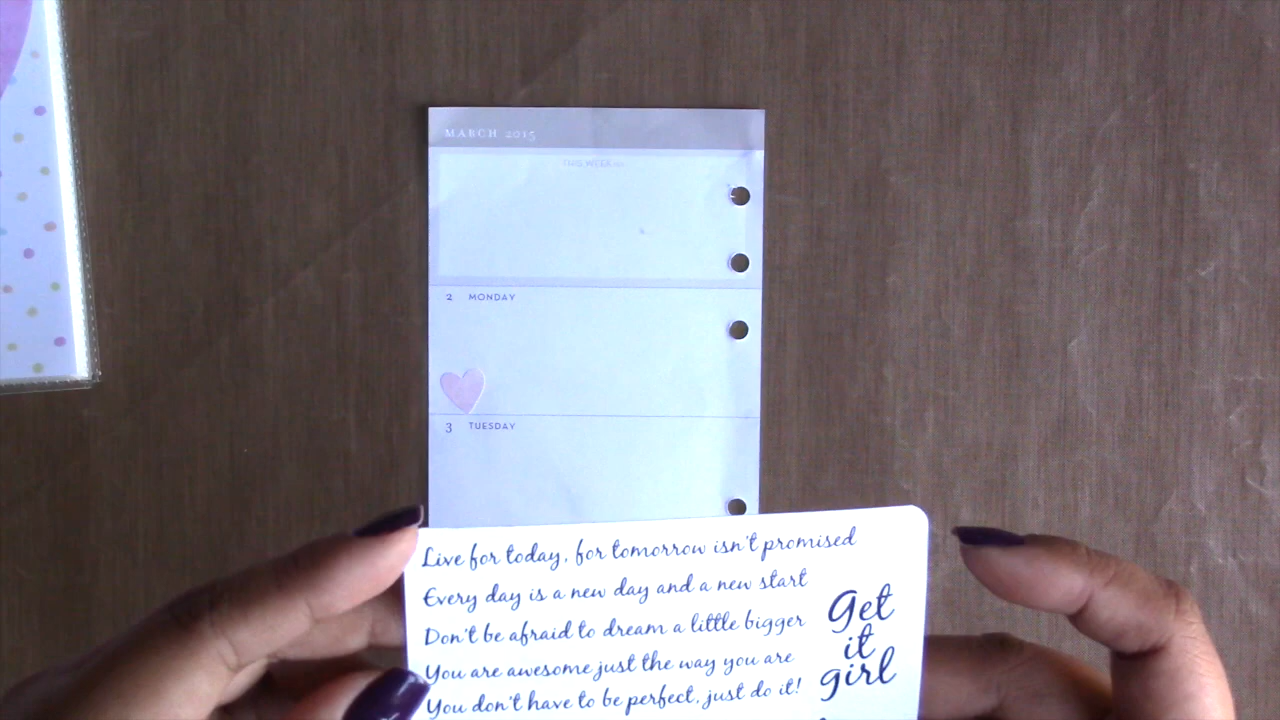 MARCH 2015
THIS WEEK
2 MONDAY
3 TUESDAY
Live for today, for tomorrow isn't promised
Every day is a new day and a new start
Don't be afraid to dream a little bigger
You are awesome just the way you are
You don't have to be perfect, just do it!
Get
it
girl